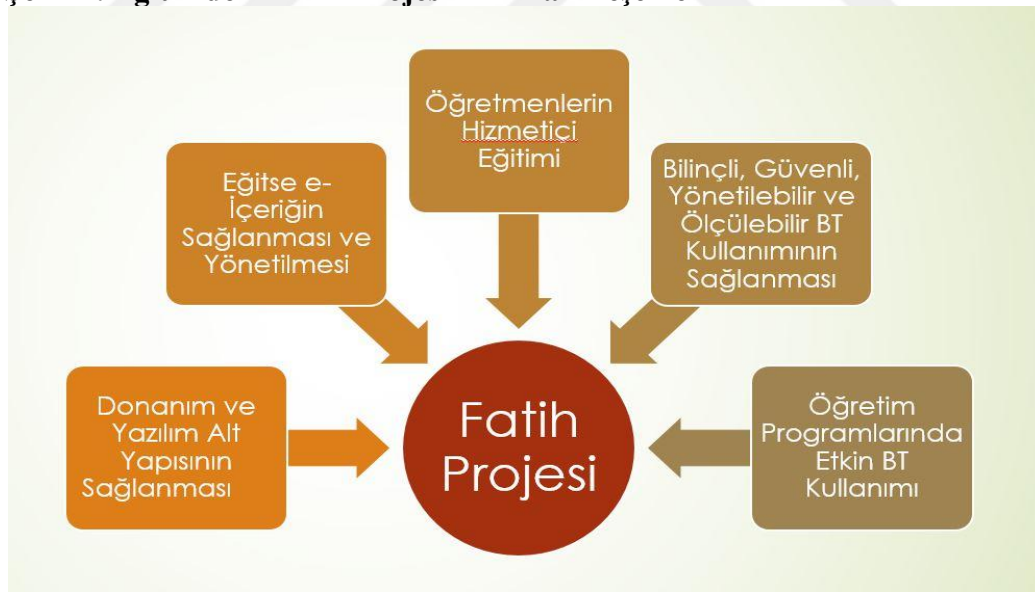 Öğretmenlerin
Hizmetiçi
Eğitimi
Eğitse e-
İçeriğin
Sağlanması ve
Yönetilmesi
Bilinçli, Güvenli,
Yönetilebilir ve
Ölçülebilir BT
Kullanımının
Sağlanması
Donanım ve
Yazılım Alt
Yapısının
Sağlanması
Fatih
Projesi
Öğretim
Programlarında
Etkin BT
Kullanımı